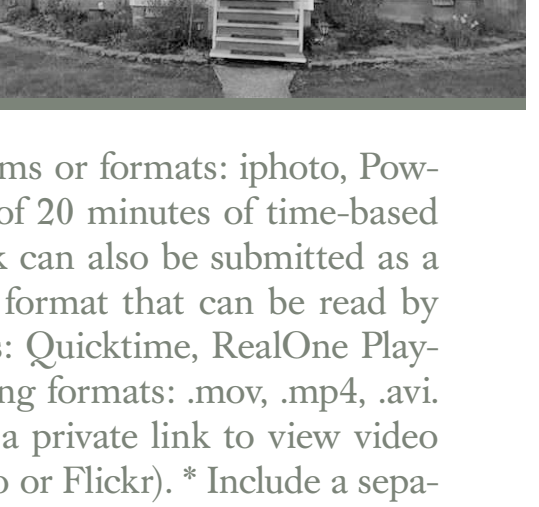 ms or formats: iphoto, Pow-
of 20 minutes of time-based
can also be submitted as a
format that can be read by
: Quicktime, RealOne Play-
ng formats: .mov, .mp4, .avi.
a private link to view video
o or Flickr). * Include a sepa-